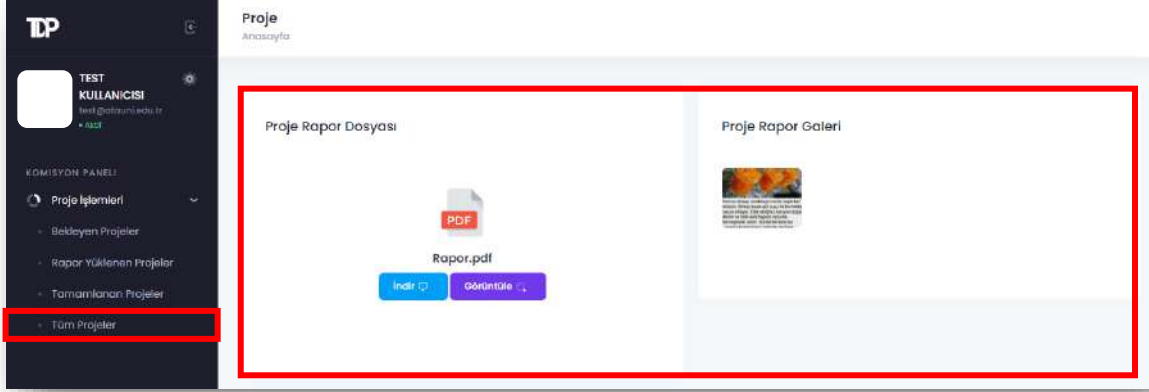 TDP
Proje
Anasayfa
TEST
KULLANICISI
test@atauni.edu.tr
Aktif
KOMİSYON PANELİ
Proje İşlemleri
Bekleyen Projeler
Rapor Yüklenen Projeler
Tamamlanan Projeler
Tüm Projeler
Proje Rapor Dosyası
PDF
Rapor.pdf
İndir
Görüntüle
Proje Rapor Galeri